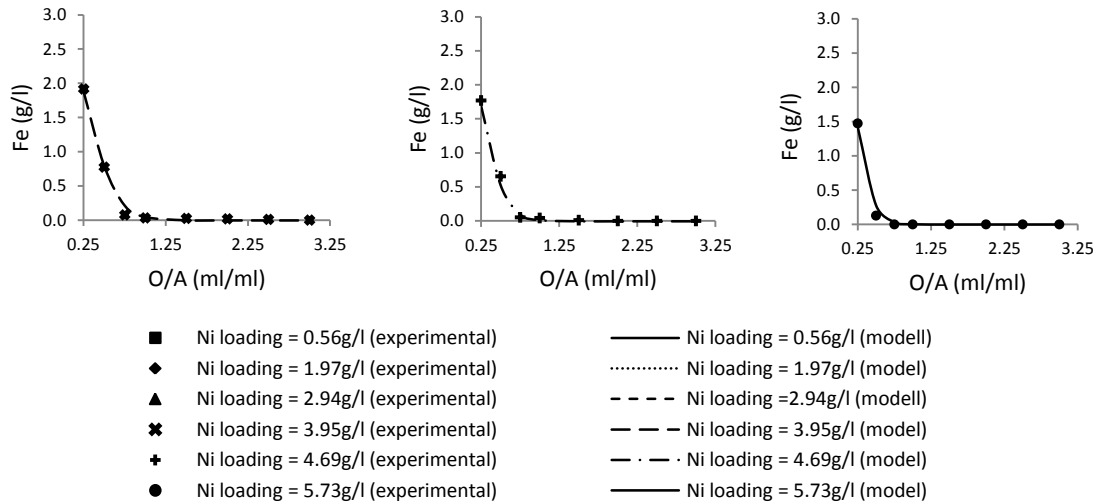 3.0
2.5
2.0
1.5
1.0
0.5
0.0
Fe (g/l)
0.25 1.25 2.25 3.25
O/A (ml/ml)
3.0
2.5
2.0
1.5
1.0
0.5
0.0
Fe (g/l)
0.25 1.25 2.25 3.25
O/A (ml/ml)
3.0
2.5
2.0
1.5
1.0
0.5
0.0
Fe (g/l)
0.25 1.25 2.25 3.25
O/A (ml/ml)
Ni loading = 0.56g/l (experimental)
Ni loading = 1.97g/l (experimental)
Ni loading = 2.94g/l (experimental)
Ni loading = 3.95g/l (experimental)
Ni loading = 4.69g/l (experimental)
Ni loading = 5.73g/l (experimental)
Ni loading = 0.56g/l (modell)
Ni loading = 1.97g/l (model)
Ni loading =2.94g/l (modell)
Ni loading = 3.95g/l (model)
Ni loading = 4.69g/l (model)
Ni loading = 5.73g/l (model)